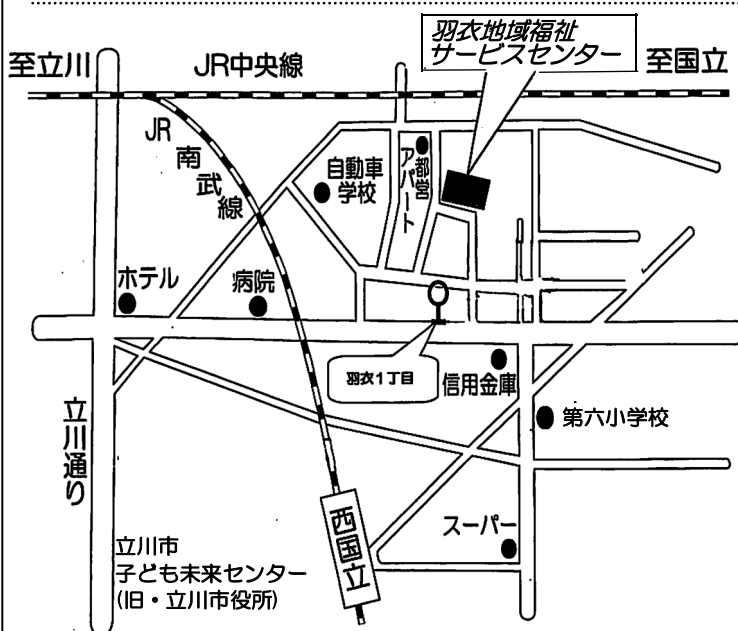 羽衣地域福祉
サービスセンター
至立川
JR中央線
至国立
JR
南武線
自動車
学校
都営
アパート
ホテル
病院
羽衣1丁目
信用金庫
第六小学校
立川通り
スーパー
西国立
立川市
子ども未来センター
(旧・立川市役所)